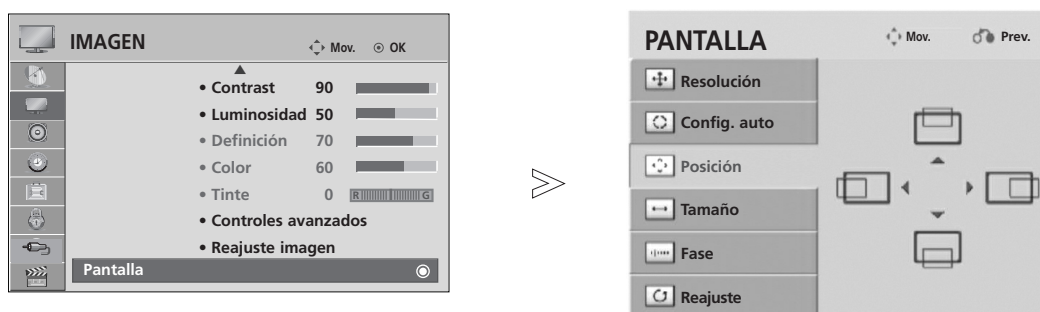 IMAGEN
Mov. OK
• Contrast 90
• Luminosidad 50
• Definición 70
• Color 60
• Tinte 0 R G
• Controles avanzados
• Reajuste imagen
Pantalla
PANTALLA
Mov. Prev.
Resolución
Config. auto
Posición
Tamaño
Fase
Reajuste